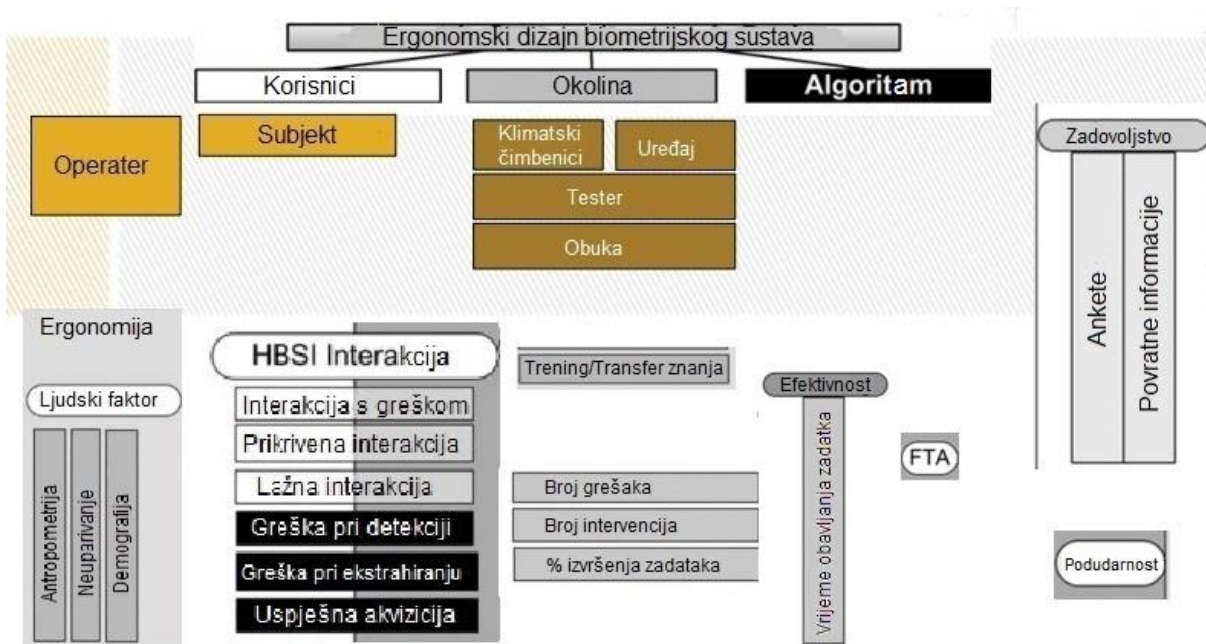 Ergonomski dizajn biometrijskog sustava
Korisnici
Okolina
Algoritam
Operater
Subjekt
Klimatski
čimbenici
Uređaj
Tester
Obuka
Zadovoljstvo
Ankete
Povratne informacije
Ergonomija
Ljudski faktor
Antropometrija
Neuparivanje
Demografija
HBSI Interakcija
Interakcija s greškom
Prikrivena interakcija
Lažna interakcija
Greška pri detekciji
Greška pri ekstrahiranju
Uspješna akvizicija
Trening/Transfer znanja
Broj grešaka
Broj intervencija
% izvršenja zadataka
Efektivnost
Vrijeme obavljanja zadatka
FTA
Podudarnost